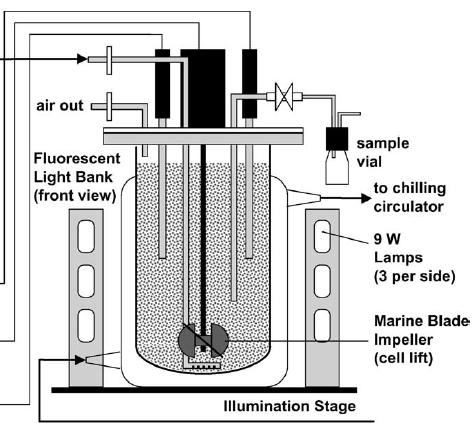 air out
Fluorescent
Light Bank
(front view)
sample
vial
to chilling
circulator
9 W
Lamps
(3 per side)
Marine Blade
Impeller
(cell lift)
Illumination Stage